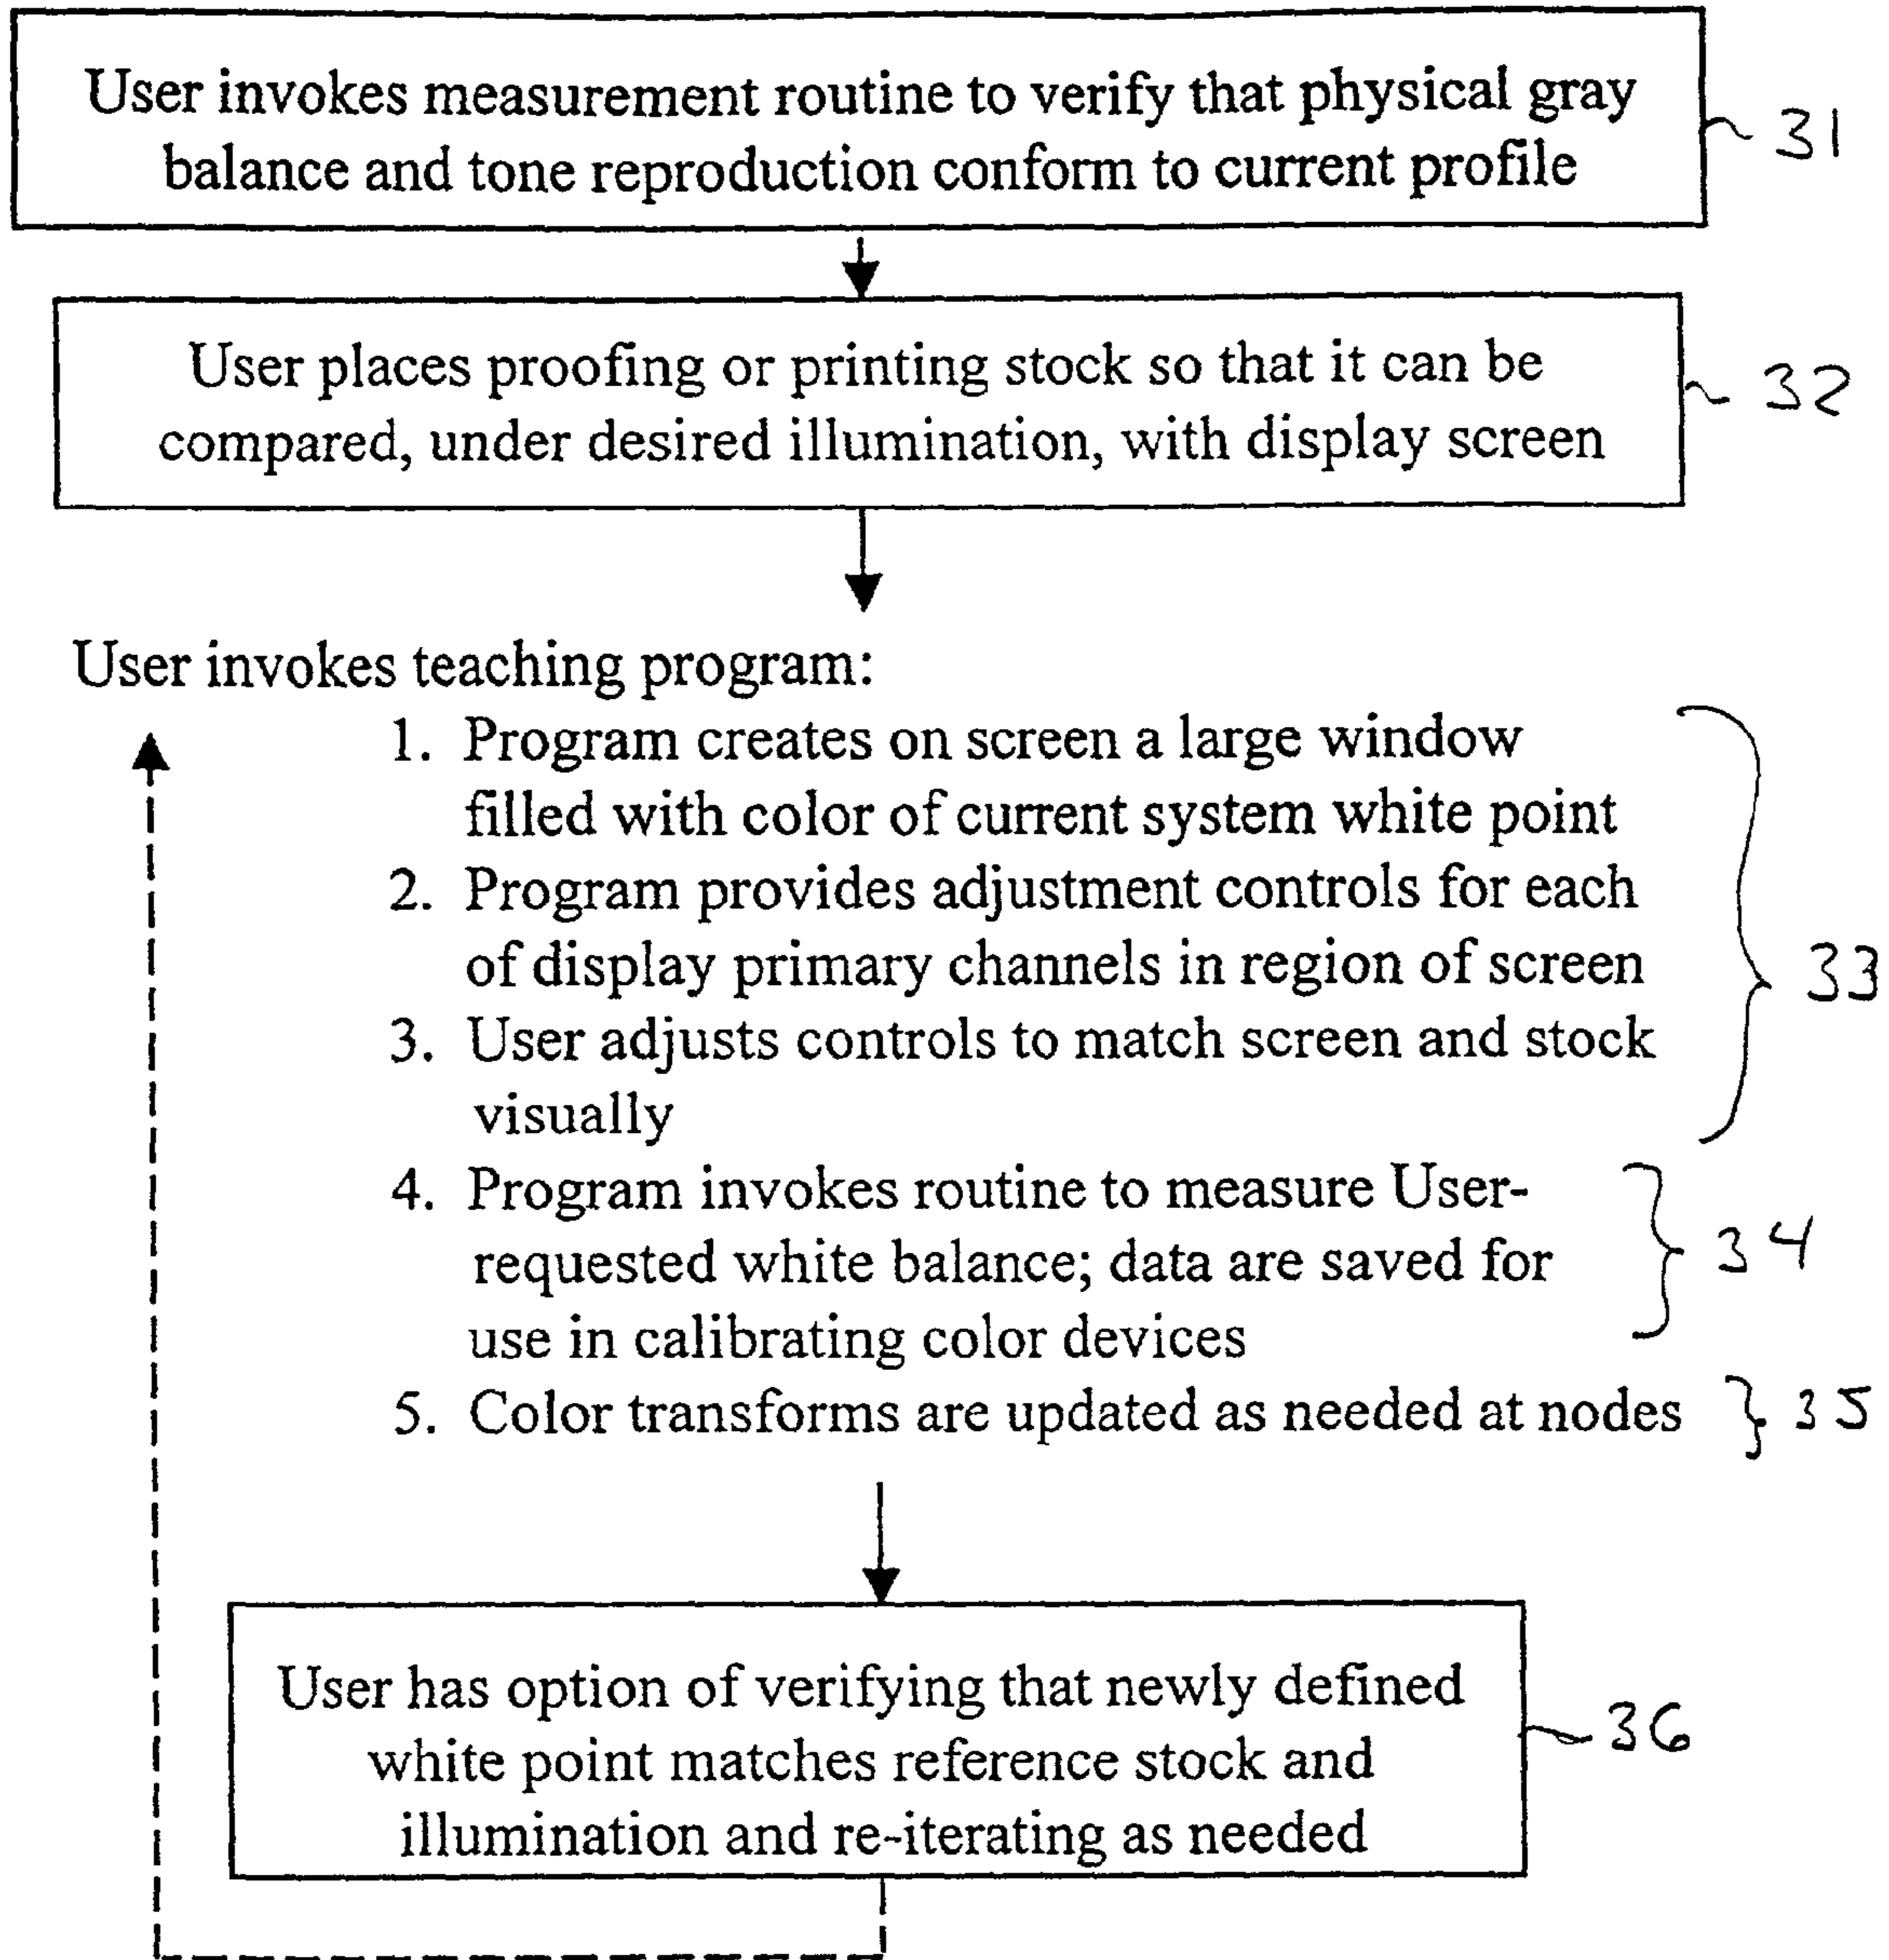 User invokes measurement routine to verify that physical gray
balance and tone reproduction conform to current profile
31
User places proofing or printing stock so that it can be
compared, under desired illumination, with display screen
32
User invokes teaching program:
1. Program creates on screen a large window
filled with color of current system white point
2. Program provides adjustment controls for each
of display primary channels in region of screen
3. User adjusts controls to match screen and stock
visually
33
4. Program invokes routine to measure User-
requested white balance; data are saved for
use in calibrating color devices
34
5. Color transforms are updated as needed at nodes
35
User has option of verifying that newly defined
white point matches reference stock and
illumination and re-iterating as needed
36